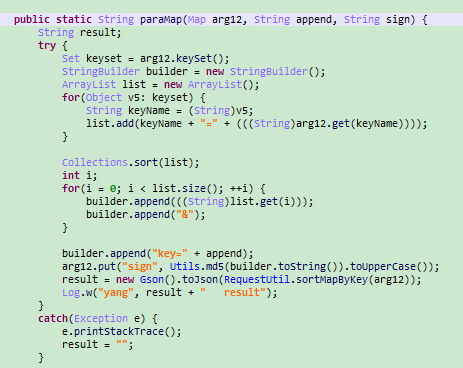 public static String paraMap(Map arg12, String append, String sign) {
    String result;
    try {
        Set keyset = arg12.keySet();
        StringBuilder builder = new StringBuilder();
        ArrayList list = new ArrayList();
        for(Object v5: keyset) {
            String keyName = (String)v5;
            list.add(keyName + "=" + (((String)arg12.get(keyName))));
        }

        Collections.sort(list);
        int i;
        for(i = 0; i < list.size(); ++i) {
            builder.append(((String)list.get(i)));
            builder.append("&");
        }

        builder.append("key=" + append);
        arg12.put("sign", Utils.md5(builder.toString()).toUpperCase());
        result = new Gson().toJson(RequestUtil.sortMapByKey(arg12));
        Log.w("yang", result + "   result");
    }
    catch(Exception e) {
        e.printStackTrace();
        result = "";
    }